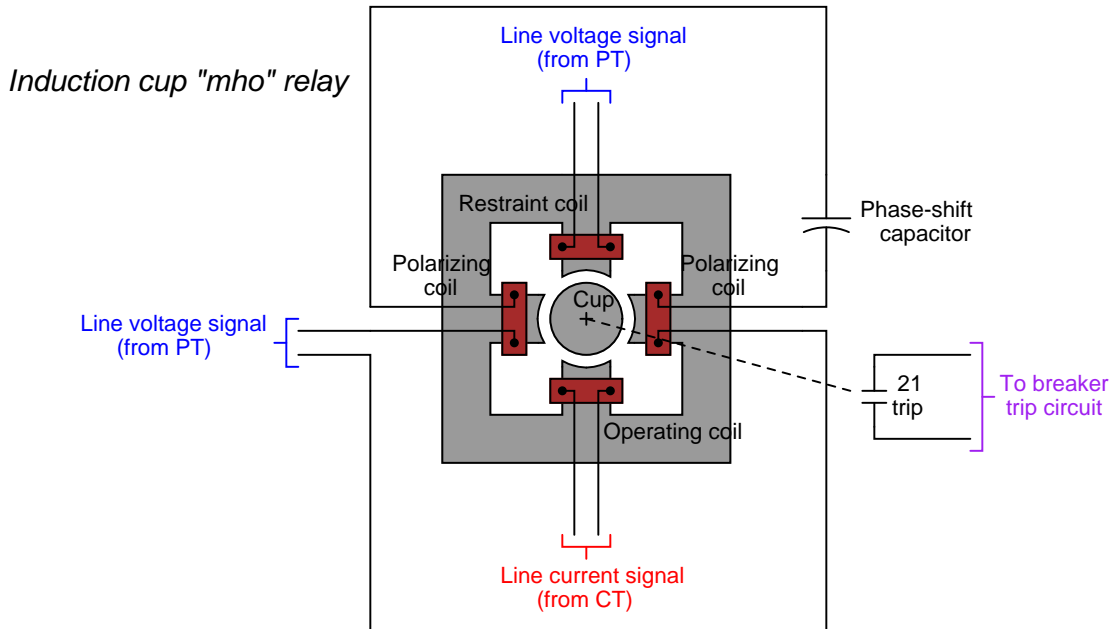 Line voltage signal
(from PT)
Induction cup "mho" relay
Restraint coil
Phase-shift
capacitor
Polarizing
coil
Polarizing
coil
Cup
Line voltage signal
(from PT)
21
trip
To breaker
trip circuit
Operating coil
Line current signal
(from CT)